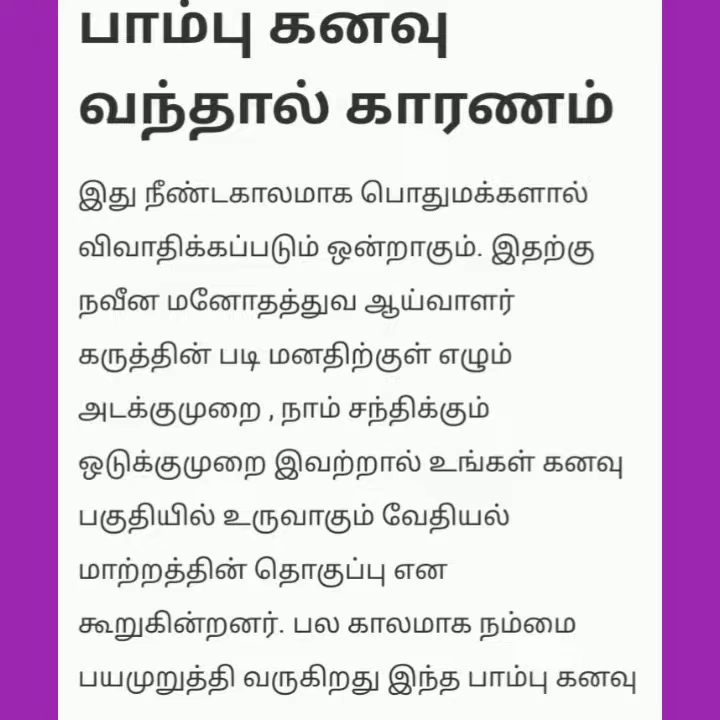 பாம்பு கனவு
வந்தால் காரணம்
இது நீண்டகாலமாக பொதுமக்களால்
விவாதிக்கப்படும் ஒன்றாகும். இதற்கு
நவீன மனோதத்துவ ஆய்வாளர்
கருத்தின் படி மனதிற்குள் எழும்
அடக்குமுறை , நாம் சந்திக்கும்
ஒடுக்குமுறை இவற்றால் உங்கள் கனவு
பகுதியில் உருவாகும் வேதியல்
மாற்றத்தின் தொகுப்பு என
கூறுகின்றனர். பல காலமாக நம்மை
பயமுறுத்தி வருகிறது இந்த பாம்பு கனவு